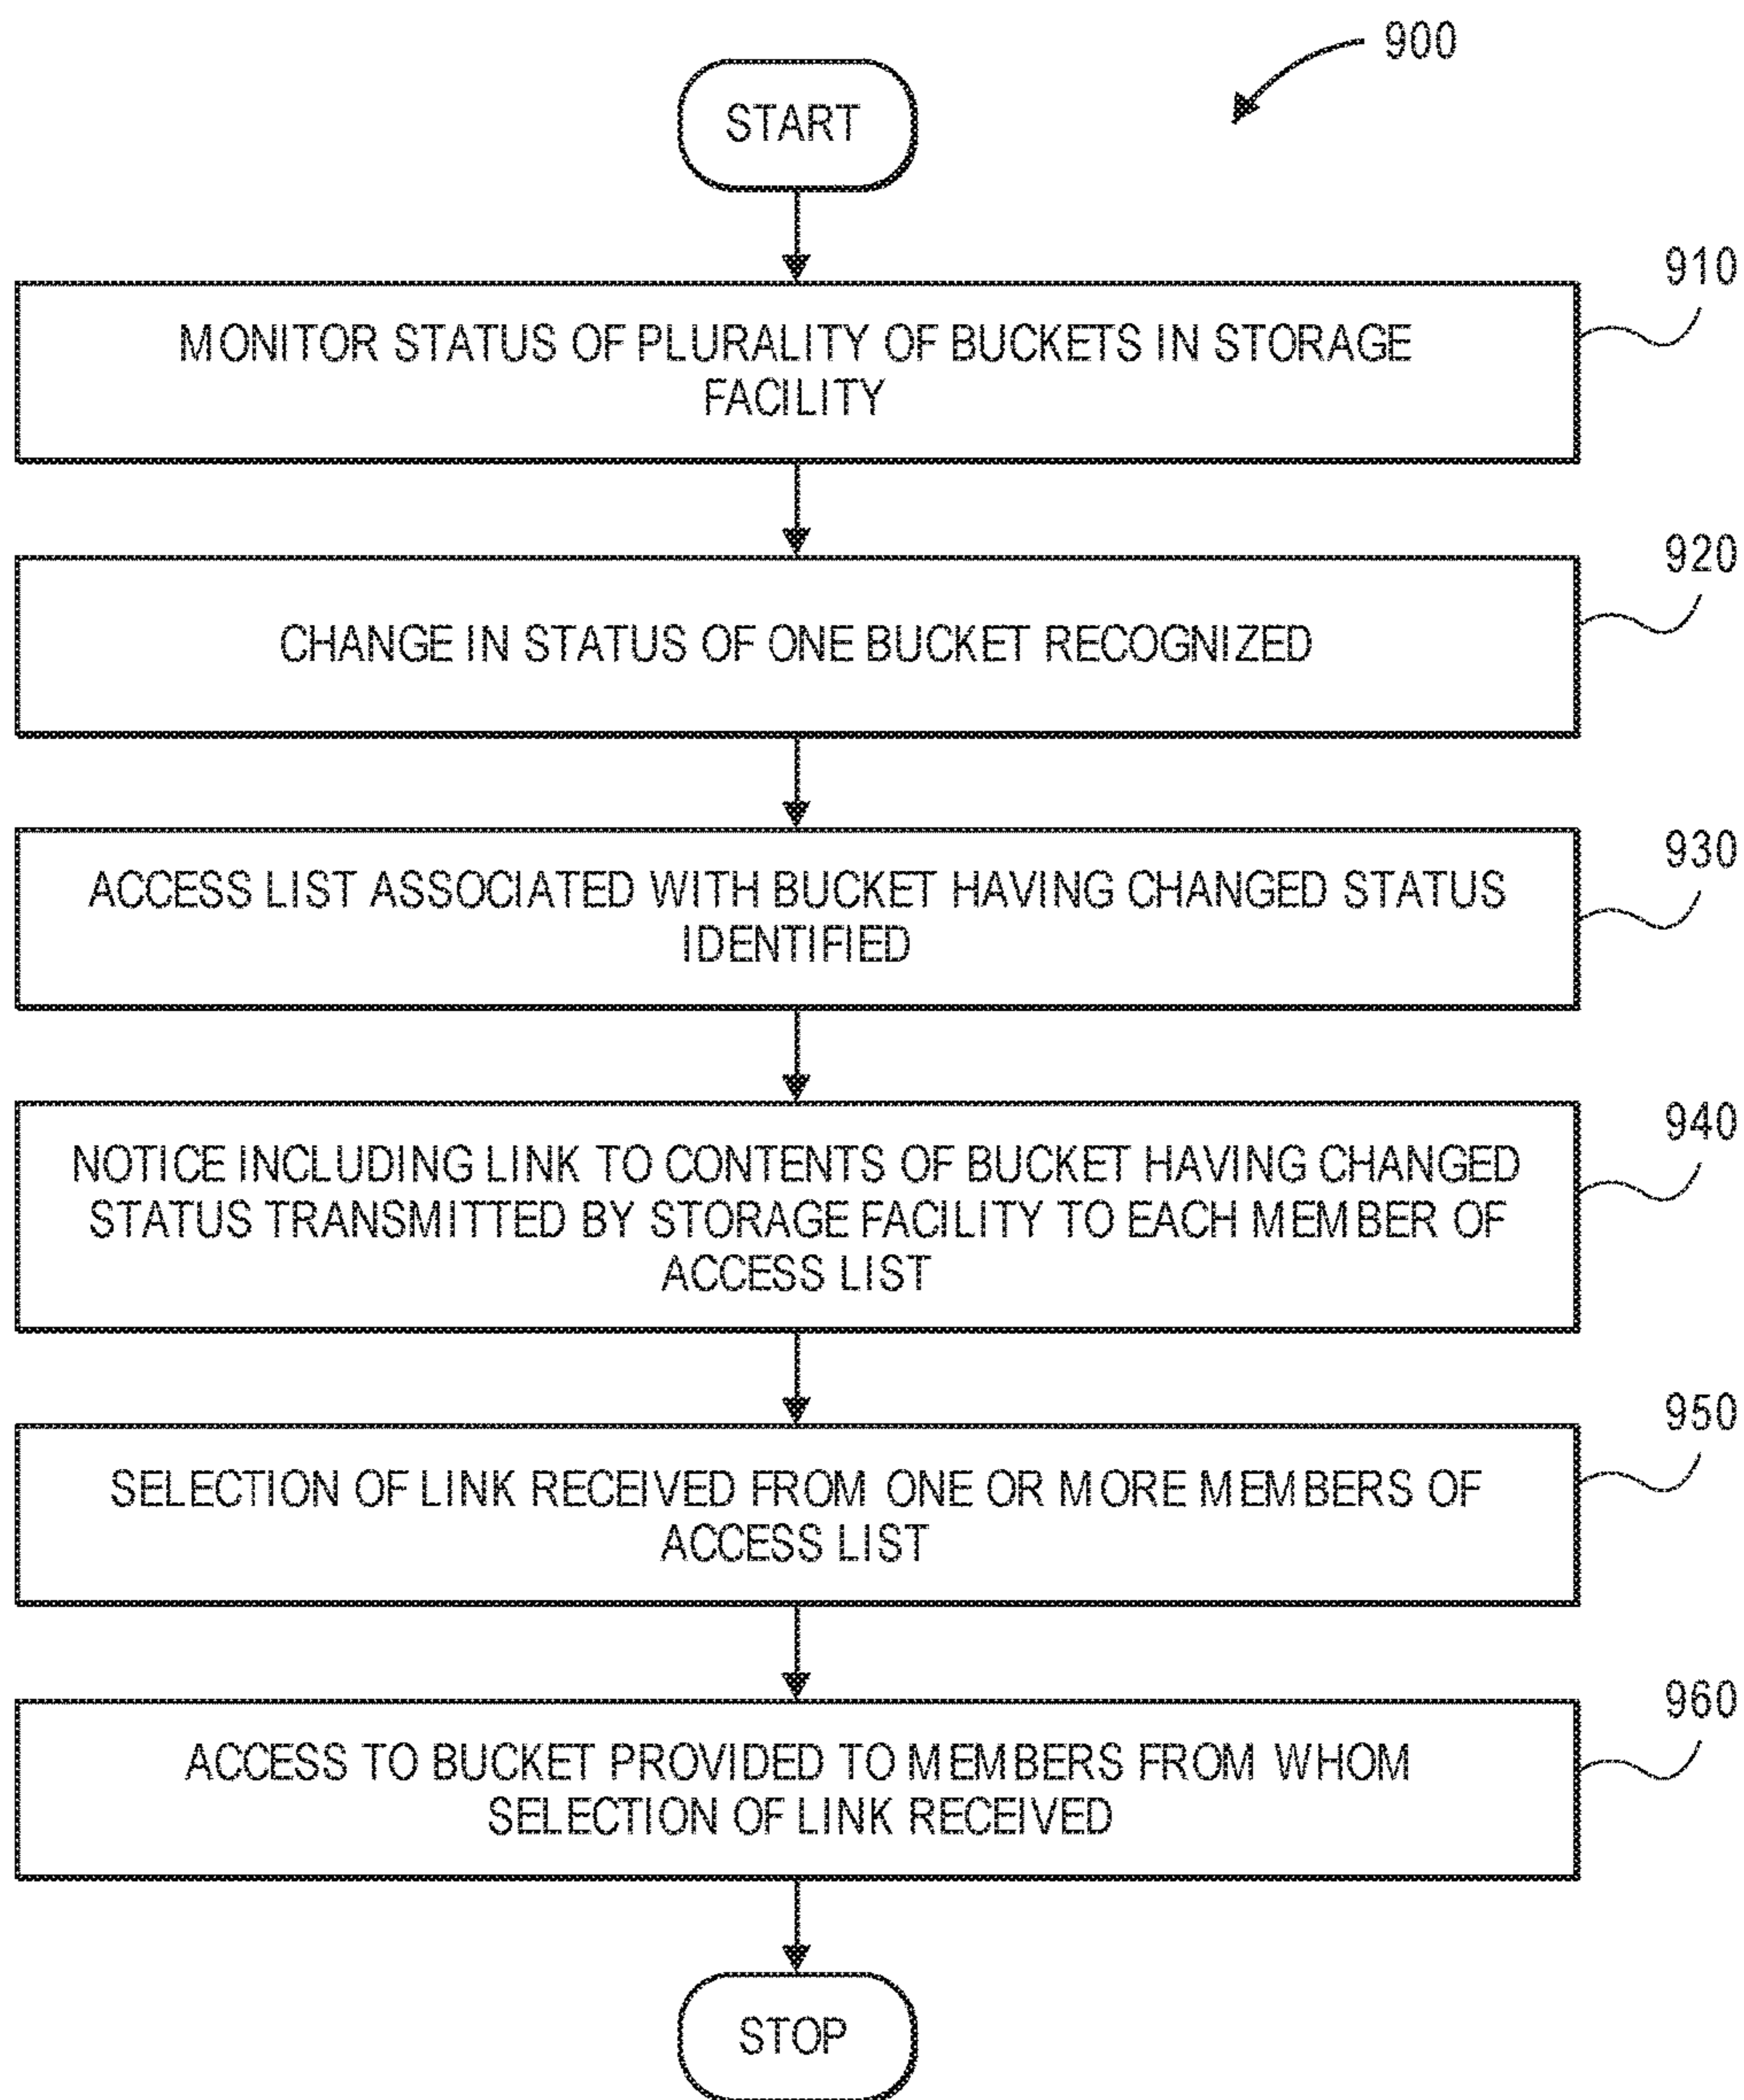 900
START
910
MONITOR STATUS OF PLURALITY OF BUCKETS IN STORAGE
FACILITY
920
CHANGE IN STATUS OF ONE BUCKET RECOGNIZED
930
ACCESS LIST ASSOCIATED WITH BUCKET HAVING CHANGED STATUS
IDENTIFIED
940
NOTICE INCLUDING LINK TO CONTENTS OF BUCKET HAVING CHANGED
STATUS TRANSMITTED BY STORAGE FACILITY TO EACH MEMBER OF
ACCESS LIST
950
SELECTION OF LINK RECEIVED FROM ONE OR MORE MEMBERS OF
ACCESS LIST
960
ACCESS TO BUCKET PROVIDED TO MEMBERS FROM WHOM
SELECTION OF LINK RECEIVED
STOP